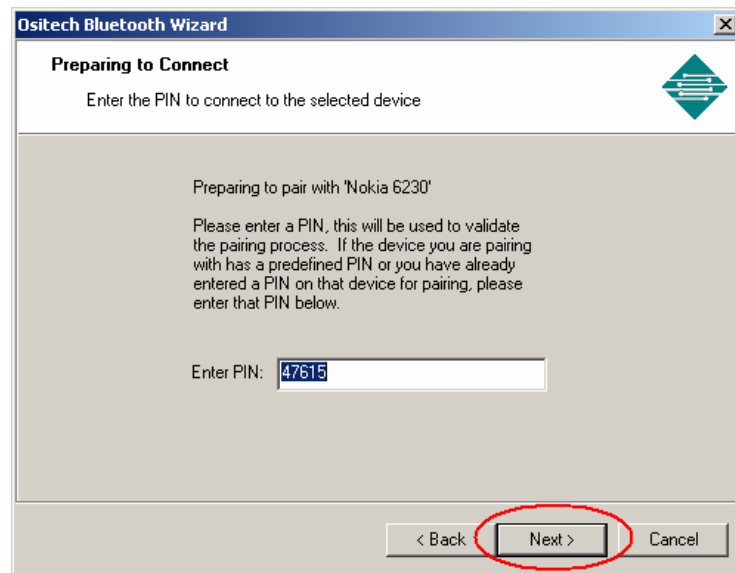 Ositech Bluetooth Wizard
Preparing to Connect
Enter the PIN to connect to the selected device
Preparing to pair with 'Nokia 6230'
Please enter a PIN, this will be used to validate
the pairing process. If the device you are pairing
with has a predefined PIN or you have already
entered a PIN on that device for pairing, please
enter that PIN below.
Enter PIN: 47615
< Back Next > Cancel